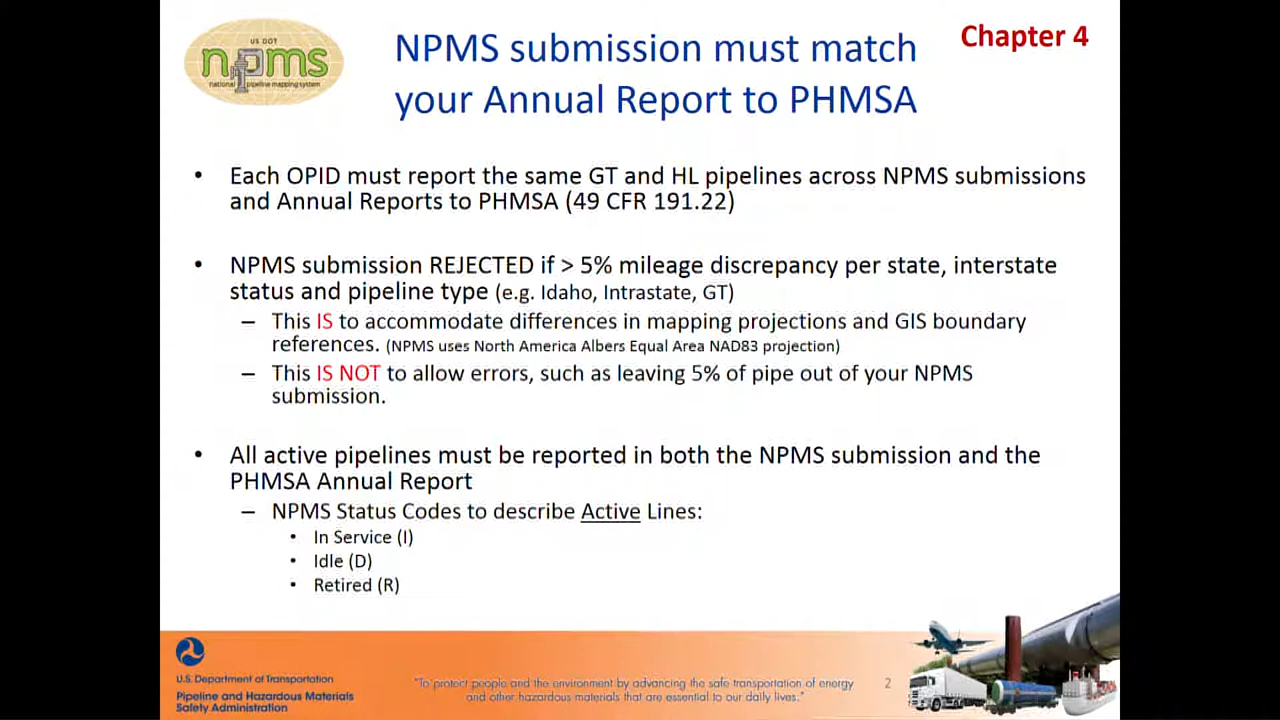 US DOT
npms
national pipeline mapping system
NPMS submission must match
your Annual Report to PHMSA
Chapter 4
• Each OPID must report the same GT and HL pipelines across NPMS submissions
and Annual Reports to PHMSA (49 CFR 191.22)
• NPMS submission REJECTED if > 5% mileage discrepancy per state, interstate
status and pipeline type (e.g. Idaho, Intrastate, GT)
– This IS to accommodate differences in mapping projections and GIS boundary
references. (NPMS uses North America Albers Equal Area NAD83 projection)
– This IS NOT to allow errors, such as leaving 5% of pipe out of your NPMS
submission.
• All active pipelines must be reported in both the NPMS submission and the
PHMSA Annual Report
– NPMS Status Codes to describe Active Lines:
• In Service (I)
• Idle (D)
• Retired (R)
U.S. Department of Transportation
Pipeline and Hazardous Materials
Safety Administration
"To protect people and the environment by advancing the safe transportation of energy
and other hazardous materials that are essential to our daily lives."
2